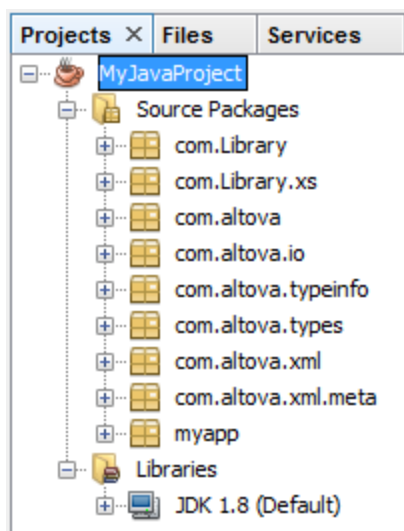 Projects × Files Services
MyJavaProject
Source Packages
com.Library
com.Library.xs
com.altova
com.altova.io
com.altova.typeinfo
com.altova.types
com.altova.xml
com.altova.xml.meta
myapp
Libraries
JDK 1.8 (Default)